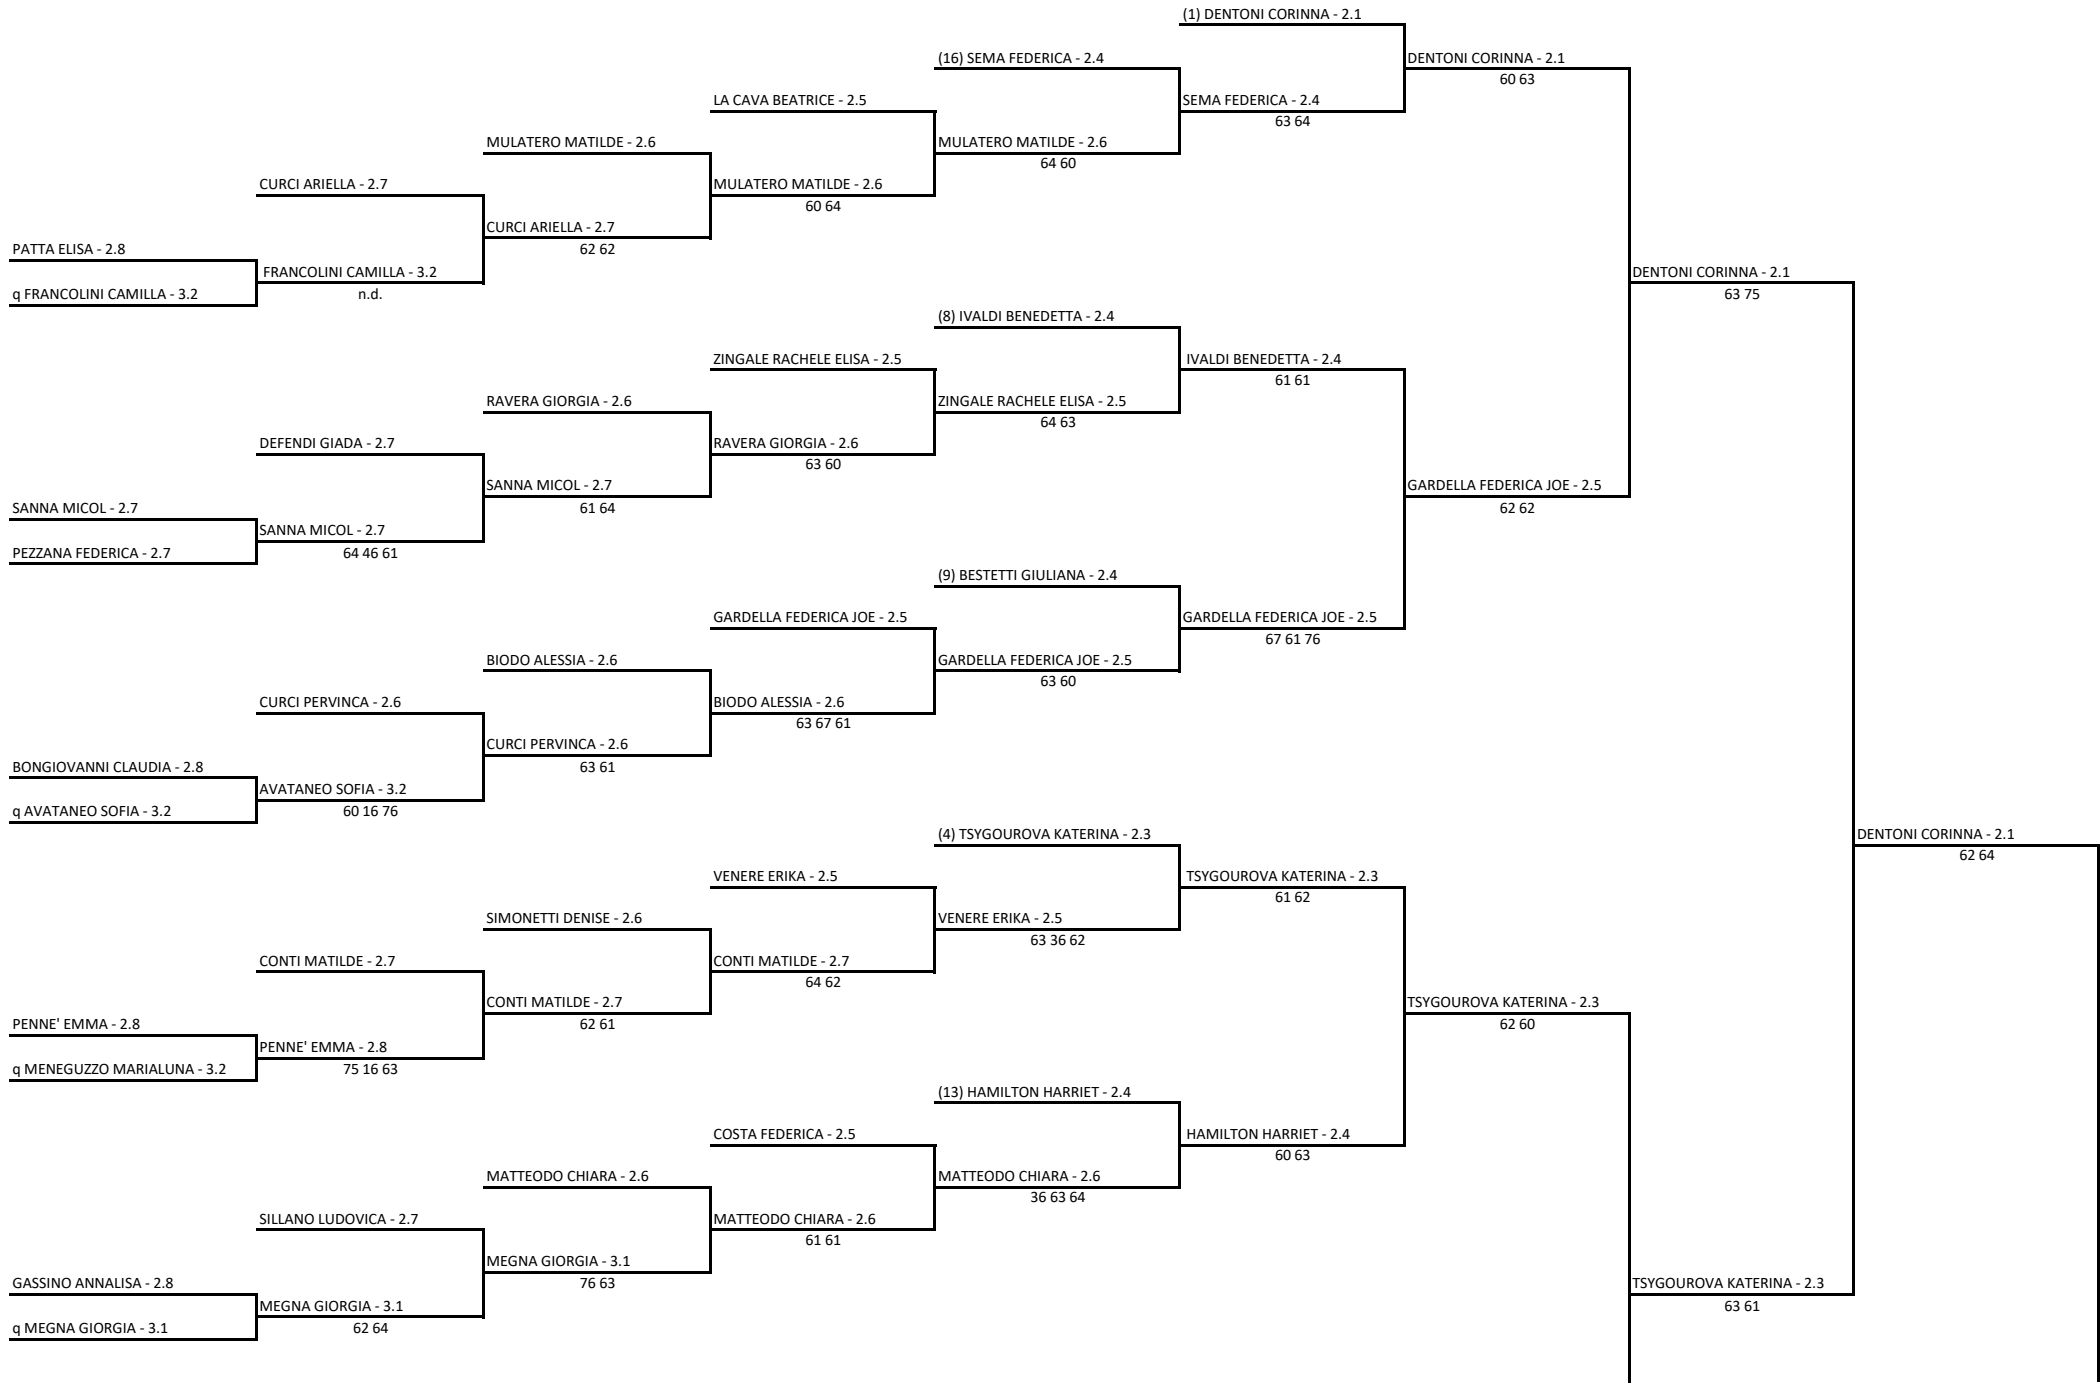 (1) DENTONI CORINNA - 2.1
(16) SEMA FEDERICA - 2.4
DENTONI CORINNA - 2.1
60 63
LA CAVA BEATRICE - 2.5
SEMA FEDERICA - 2.4
63 64
MULATERO MATILDE - 2.6
MULATERO MATILDE - 2.6
64 60
CURCI ARIELLA - 2.7
MULATERO MATILDE - 2.6
60 64
CURCI ARIELLA - 2.7
62 62
PATTA ELISA - 2.8
FRANCOLINI CAMILLA - 3.2
n.d.
q FRANCOLINI CAMILLA - 3.2
DENTONI CORINNA - 2.1
63 75
(8) IVALDI BENEDETTA - 2.4
ZINGALE RACHELE ELISA - 2.5
IVALDI BENEDETTA - 2.4
61 61
RAVERA GIORGIA - 2.6
ZINGALE RACHELE ELISA - 2.5
64 63
DEFENDI GIADA - 2.7
RAVERA GIORGIA - 2.6
63 60
SANNA MICOL - 2.7
61 64
GARDELLA FEDERICA JOE - 2.5
62 62
SANNA MICOL - 2.7
SANNA MICOL - 2.7
64 46 61
PEZZANA FEDERICA - 2.7
(9) BESTETTI GIULIANA - 2.4
GARDELLA FEDERICA JOE - 2.5
GARDELLA FEDERICA JOE - 2.5
67 61 76
BIODO ALESSIA - 2.6
GARDELLA FEDERICA JOE - 2.5
63 60
CURCI PERVINCA - 2.6
BIODO ALESSIA - 2.6
63 67 61
CURCI PERVINCA - 2.6
63 61
BONGIOVANNI CLAUDIA - 2.8
AVATANEO SOFIA - 3.2
60 16 76
q AVATANEO SOFIA - 3.2
(4) TSYGOUROVA KATERINA - 2.3
DENTONI CORINNA - 2.1
62 64
VENERE ERIKA - 2.5
TSYGOUROVA KATERINA - 2.3
61 62
SIMONETTI DENISE - 2.6
VENERE ERIKA - 2.5
63 36 62
CONTI MATILDE - 2.7
CONTI MATILDE - 2.7
64 62
CONTI MATILDE - 2.7
62 61
TSYGOUROVA KATERINA - 2.3
62 60
PENNE' EMMA - 2.8
PENNE' EMMA - 2.8
75 16 63
q MENEGUZZO MARIALUNA - 3.2
(13) HAMILTON HARRIET - 2.4
COSTA FEDERICA - 2.5
HAMILTON HARRIET - 2.4
60 63
MATTEODO CHIARA - 2.6
MATTEODO CHIARA - 2.6
36 63 64
SILLANO LUDOVICA - 2.7
MATTEODO CHIARA - 2.6
61 61
MEGNA GIORGIA - 3.1
76 63
GASSINO ANNALISA - 2.8
TSYGOUROVA KATERINA - 2.3
63 61
MEGNA GIORGIA - 3.1
62 64
q MEGNA GIORGIA - 3.1